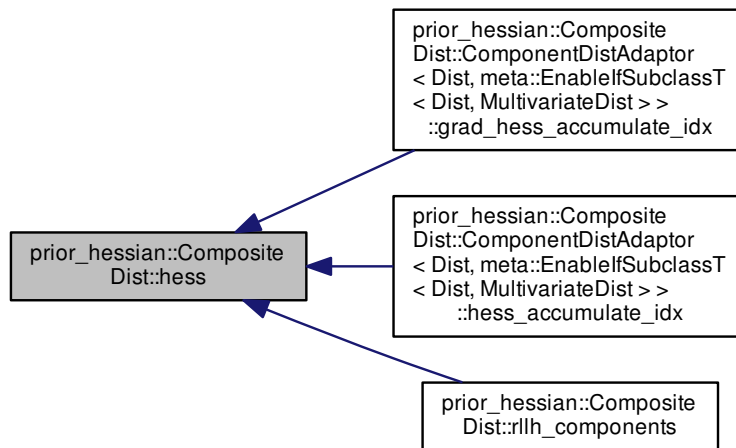 prior_hessian::Composite
Dist::ComponentDistAdaptor
< Dist, meta::EnableIfSubclassT
< Dist, MultivariateDist > >
::grad_hess_accumulate_idx
prior_hessian::Composite
Dist::hess
prior_hessian::Composite
Dist::ComponentDistAdaptor
< Dist, meta::EnableIfSubclassT
< Dist, MultivariateDist > >
::hess_accumulate_idx
prior_hessian::Composite
Dist::rllh_components